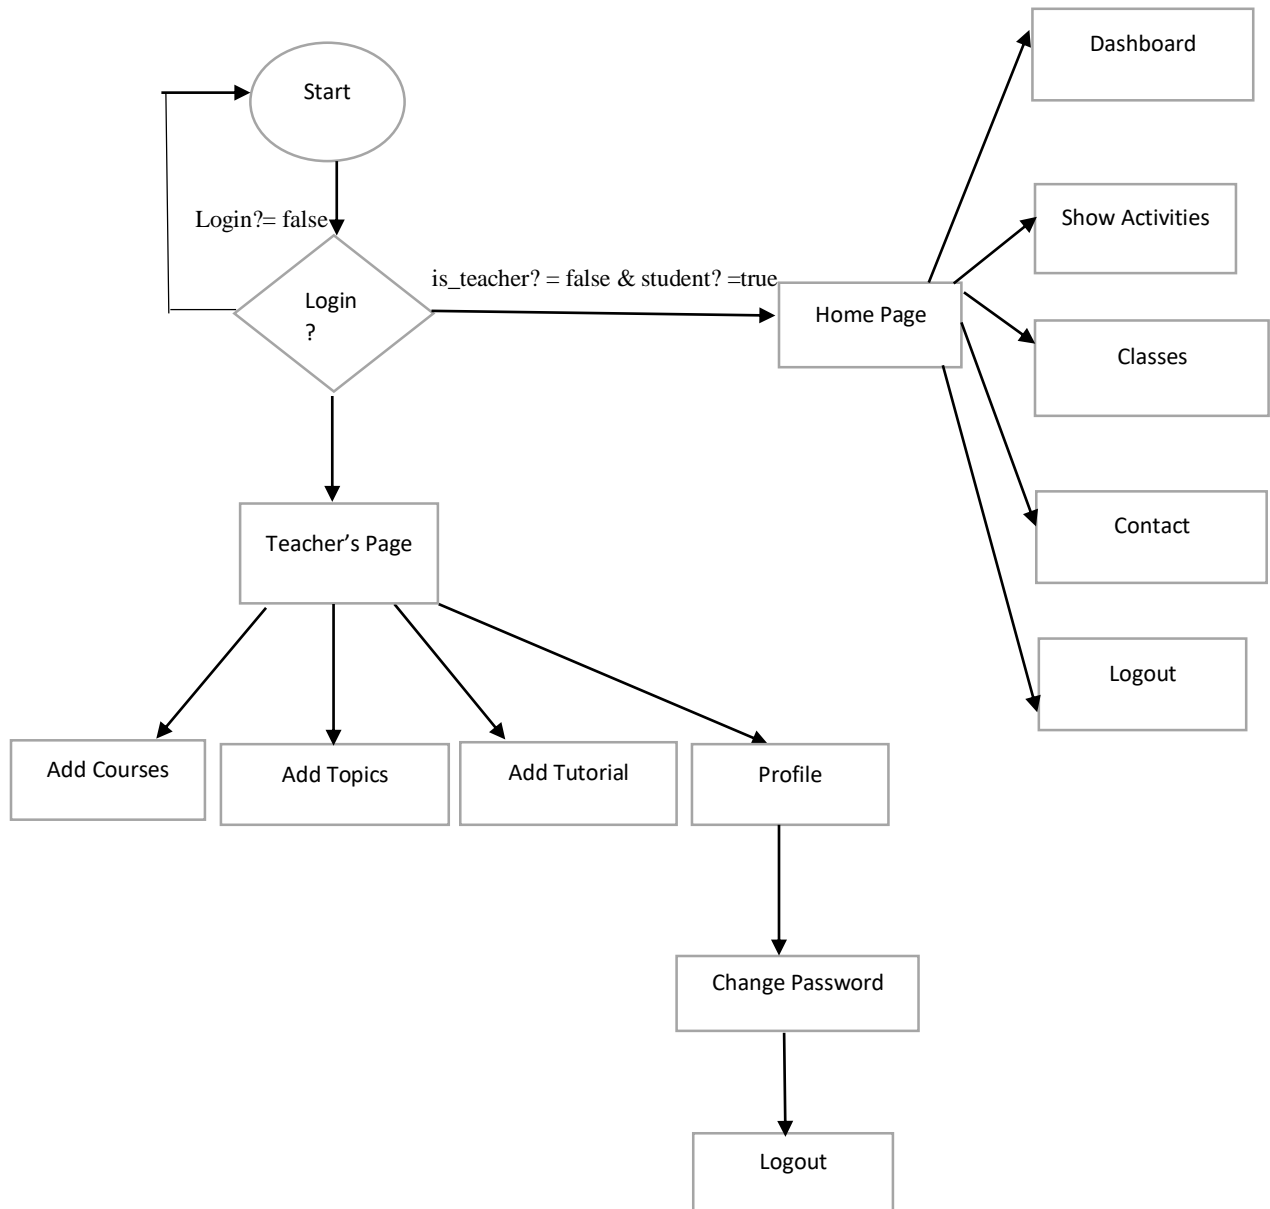 Dashboard
Start
Show Activities
Login?= false
is_teacher? = false & student? =true
Login
?
Home Page
Classes
Contact
Teacher’s Page
Logout
Add Courses
Add Topics
Add Tutorial
Profile
Change Password
Logout